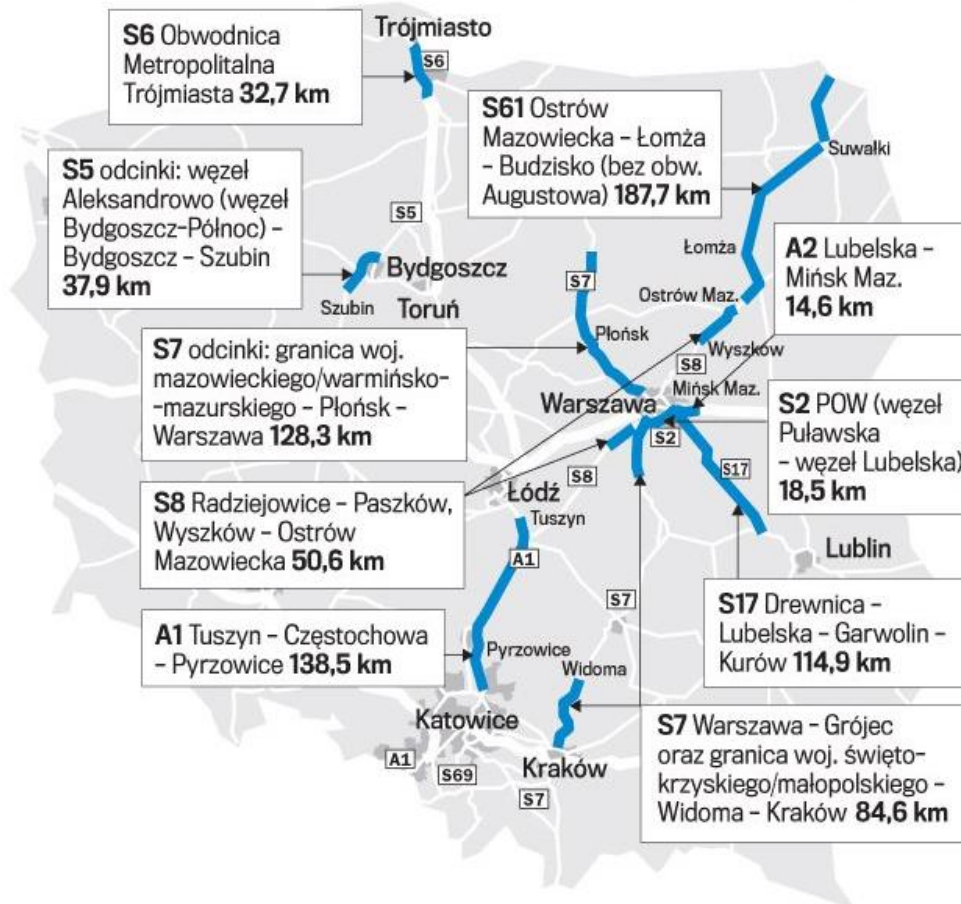 Trójmiasto
S6 Obwodnica
Metropolitalna
Trójmiasta 32,7 km
S6
S61 Ostrów
Mazowiecka – Łomża
– Budzisko (bez obw.
Augustowa) 187,7 km
Suwałki
S5 odcinki: węzeł
Aleksandrowo (węzeł
Bydgoszcz-Północ) –
Bydgoszcz – Szubin
37,9 km
S5
Bydgoszcz
Szubin
Toruń
Łomża
A2 Lubelska –
Mińsk Maz.
14,6 km
S7
Ostrów Maz.
Płońsk
Wyszków
S8
S7 odcinki: granica woj.
mazowieckiego/warmińsko-
-mazurskiego – Płońsk –
Warszawa 128,3 km
Mińsk Maz.
Warszawa
S2
S2 POW (węzeł
Puławska
– węzeł Lubelska)
18,5 km
S8 Radziejowice – Paszków,
Wyszków – Ostrów
Mazowiecka 50,6 km
S8
S17
Łódź
Tuszyn
A1
Lublin
S7
S17 Drewnica –
Lubelska – Garwolin –
Kurów 114,9 km
A1 Tuszyn – Częstochowa
– Pyrzowice 138,5 km
Pyrzowice
Widoma
Katowice
S7 Warszawa – Grójec
oraz granica woj. święto-
krzyskiego/małopolskiego –
Widoma – Kraków 84,6 km
A1
S69
Kraków
S7